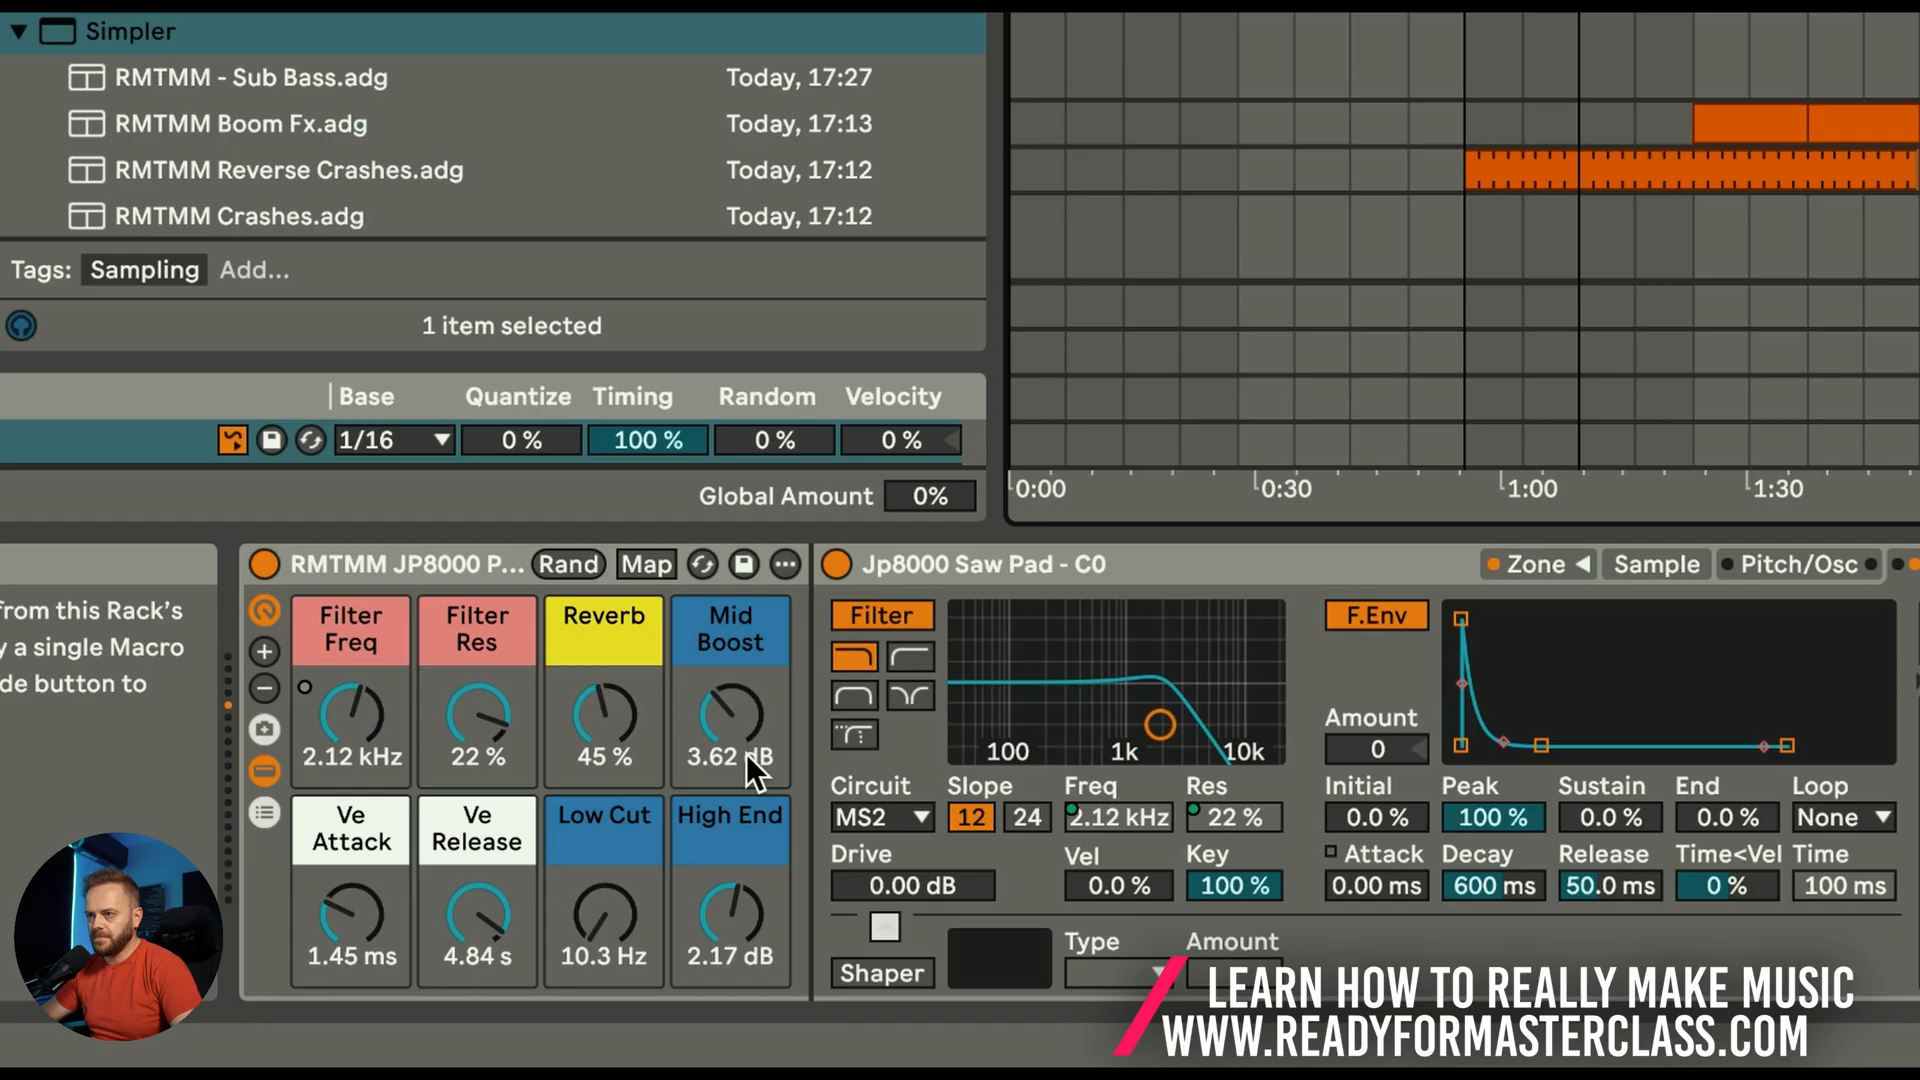 Simpler
RMTMM - Sub Bass.adg Today, 17:27
RMTMM Boom Fx.adg Today, 17:13
RMTMM Reverse Crashes.adg Today, 17:12
RMTMM Crashes.adg Today, 17:12
Tags: Sampling Add...
1 item selected
Base Quantize Timing Random Velocity
1/16 0 % 100 % 0 % 0 %
Global Amount 0%
0:00 0:30 1:00 1:30
from this Rack's
y a single Macro
de button to
RMTMM JP8000 P... Rand Map
Filter Freq
Filter Res
Reverb
Mid Boost
2.12 kHz 22 % 45 % 3.62 dB
Ve Attack
Ve Release
Low Cut
High End
1.45 ms 4.84 s 10.3 Hz 2.17 dB
Jp8000 Saw Pad - C0 Zone Sample Pitch/Osc
Filter
100 1k 10k
Circuit Slope Freq Res
MS2 12 24 2.12 kHz 22 %
Drive Vel Key
0.00 dB 0.0 % 100 %
Shaper Type Amount
F.Env
Amount
0
Initial Peak Sustain End Loop
0.0 % 100 % 0.0 % 0.0 % None
Attack Decay Release Time<Vel Time
0.00 ms 600 ms 50.0 ms 0 % 100 ms
LEARN HOW TO REALLY MAKE MUSIC
WWW.READYFORMASTERCLASS.COM